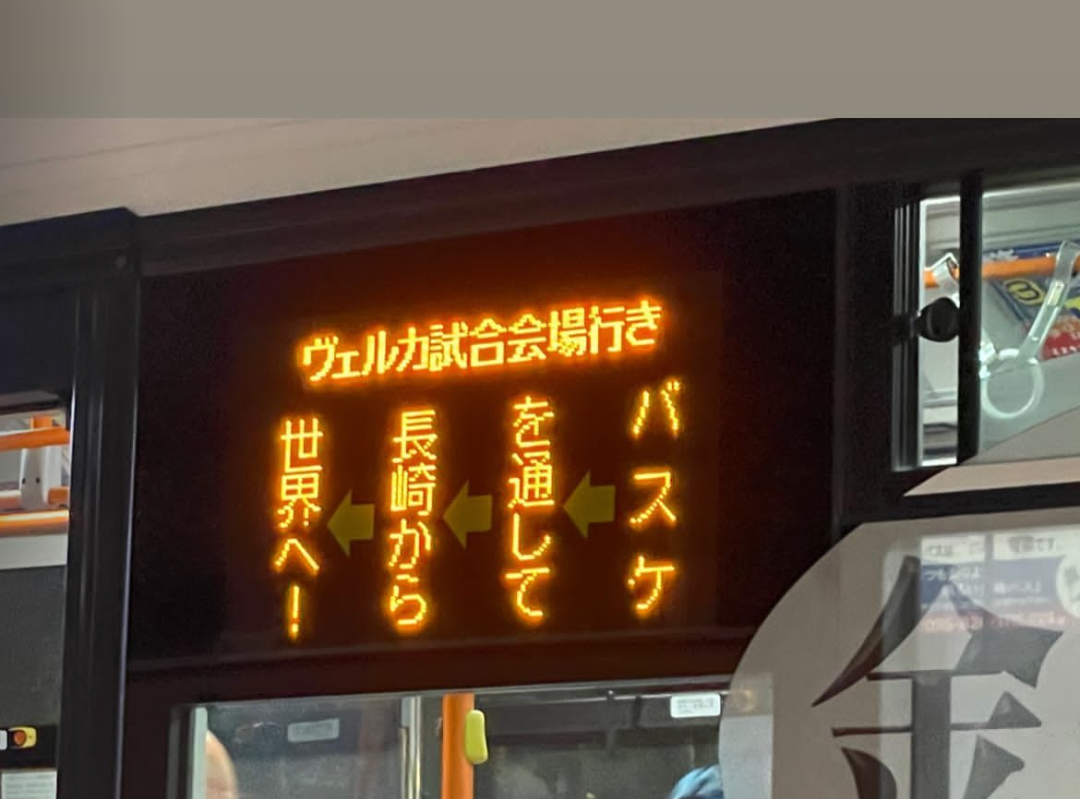 ヴェルカ試合会場行き
バスケ
を通して
長崎から
世界へ!
金